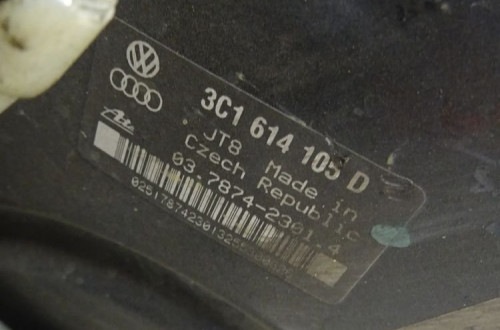 3C1 614 105 D
JT8 Made in
Czech Republic
03.7874-2301.4